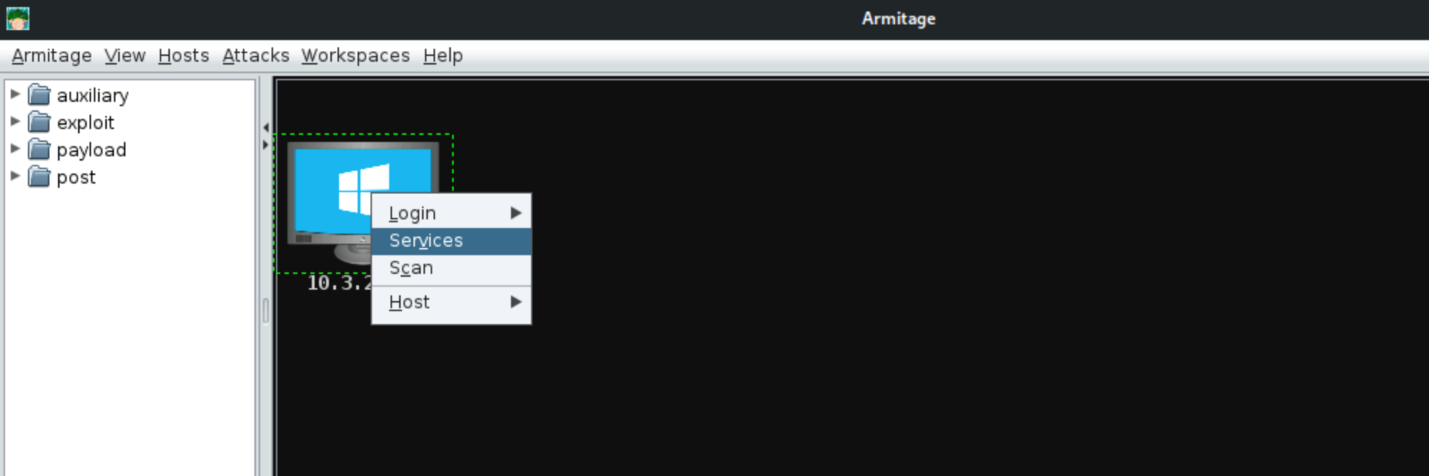 Armitage
Armitage View Hosts Attacks Workspaces Help
auxiliary
exploit
payload
post
Login
Services
Scan
Host
10.3.2